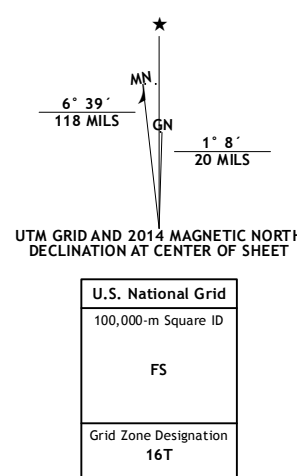 ★
MN
6° 39´
118 MILS
GN
1° 8´
20 MILS
UTM GRID AND 2014 MAGNETIC NORTH
DECLINATION AT CENTER OF SHEET
U.S. National Grid
100,000-m Square ID
FS
Grid Zone Designation
16T